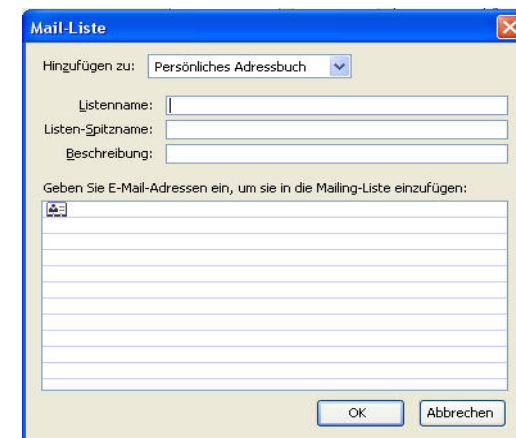 Mail-Liste
Hinzufügen zu: Persönliches Adressbuch
Listenname:
Listen-Spitzname:
Beschreibung:
Geben Sie E-Mail-Adressen ein, um sie in die Mailing-Liste einzufügen:
OK Abbrechen